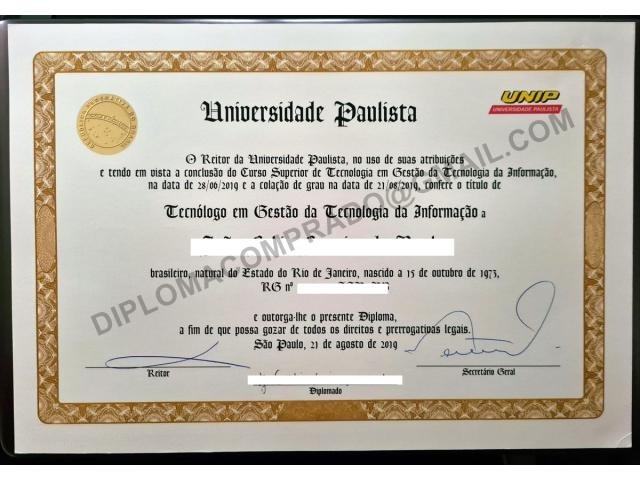 Universidade Paulista
UNIP
UNIVERSIDADE PAULISTA
O Reitor da Universidade Paulista, no uso de suas atribuições
e tendo em vista a conclusão do Curso Superior de Tecnologia em Gestão da Tecnologia da Informação,
na data de 28/06/2019 e a colação de grau na data de 21/08/2019, confere o título de
Tecnólogo em Gestão da Tecnologia da Informação a
brasileiro, natural do Estado do Rio de Janeiro, nascido a 15 de outubro de 1973,
RG nº
e outorga-lhe o presente Diploma,
a fim de que possa gozar de todos os direitos e prerrogativas legais.
São Paulo, 21 de agosto de 2019
Reitor
Diplomado
Secretário Geral
DIPLOMACOMPRADO@GMAIL.COM